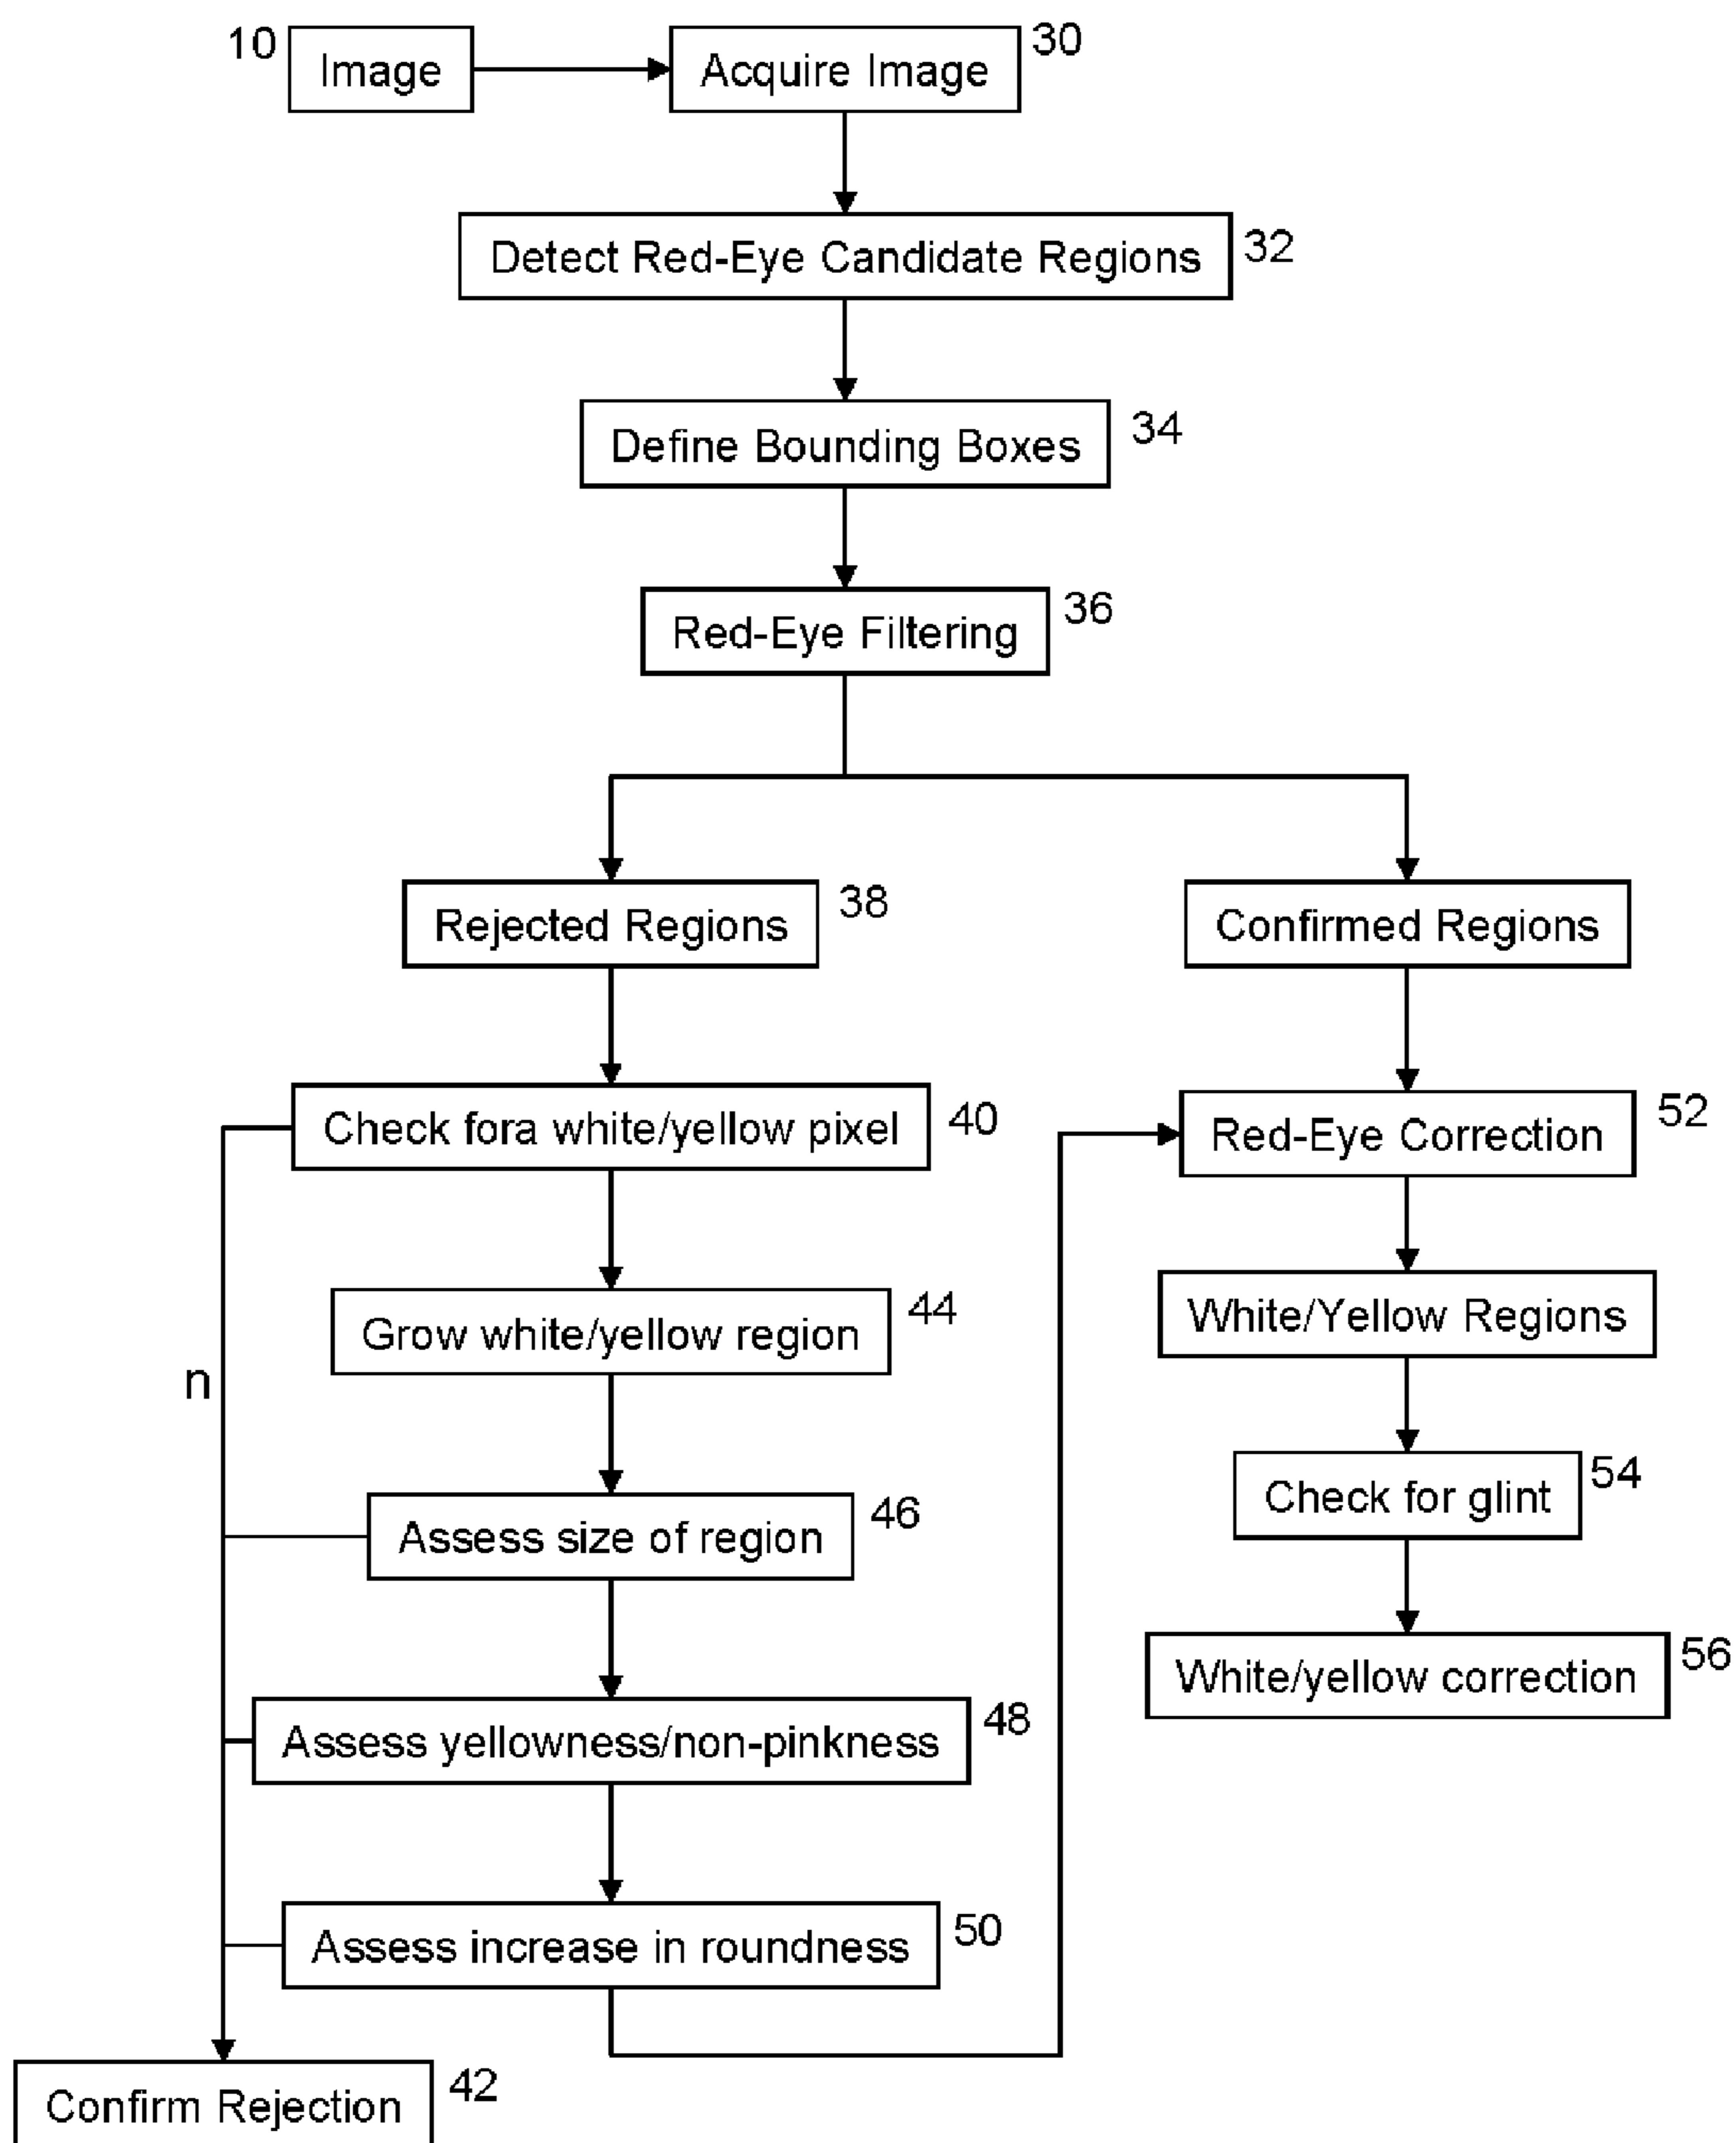 10
Image
Acquire Image
30
Detect Red-Eye Candidate Regions
32
Define Bounding Boxes
34
Red-Eye Filtering
36
Rejected Regions
38
Confirmed Regions
Check fora white/yellow pixel
40
Red-Eye Correction
52
Grow white/yellow region
44
White/Yellow Regions
n
Assess size of region
46
Check for glint
54
Assess yellowness/non-pinkness
48
White/yellow correction
56
Assess increase in roundness
50
Confirm Rejection
42